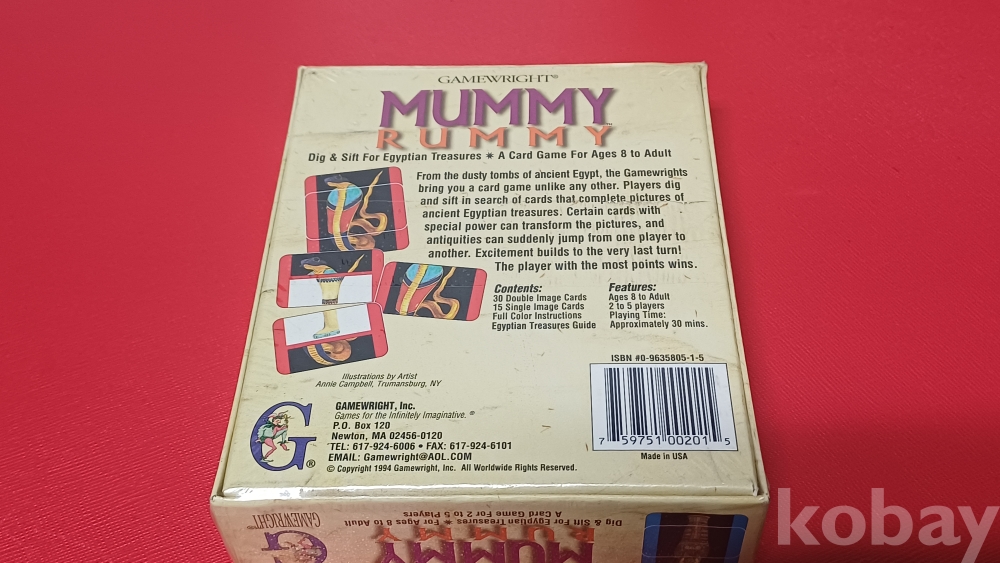 GAMEWRIGHT®
MUMMY
RUMMY™
Dig & Sift For Egyptian Treasures ✷ A Card Game For Ages 8 to Adult
From the dusty tombs of ancient Egypt, the Gamewrights
bring you a card game unlike any other. Players dig
and sift in search of cards that complete pictures of
ancient Egyptian treasures. Certain cards with
special power can transform the pictures, and
antiquities can suddenly jump from one player to
another. Excitement builds to the very last turn!
The player with the most points wins.
Contents:
30 Double Image Cards
15 Single Image Cards
Full Color Instructions
Egyptian Treasures Guide
Features:
Ages 8 to Adult
2 to 5 players
Playing Time:
Approximately 30 mins.
Illustrations by Artist
Annie Campbell, Trumansburg, NY
ISBN #0-9635805-1-5
7 59751 00201 5
Made in USA
G®
GAMEWRIGHT, Inc.
Games for the Infinitely Imaginative.®
P.O. Box 120
Newton, MA 02456-0120
TEL: 617-924-6006 • FAX: 617-924-6101
EMAIL: Gamewright@AOL.COM
© Copyright 1994 Gamewright, Inc. All Worldwide Rights Reserved.
GAMEWRIGHT®
MUMMY
RUMMY
Dig & Sift For Egyptian Treasures ✷ For Ages 8 to Adult
A Card Game For 2 to 5 Players
kobay